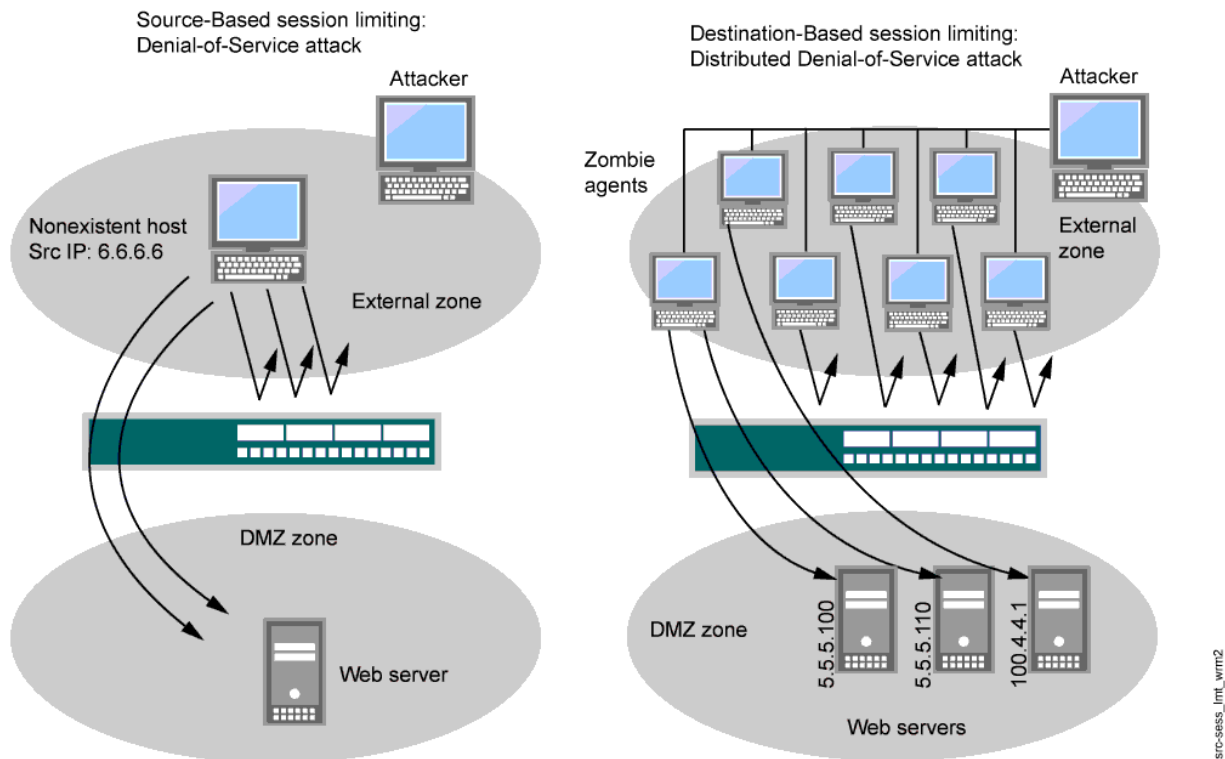 Source-Based session limiting:
Denial-of-Service attack
Attacker
Nonexistent host
Src IP: 6.6.6.6
External zone
DMZ zone
Web server
Destination-Based session limiting:
Distributed Denial-of-Service attack
Attacker
Zombie
agents
External
zone
DMZ zone
5.5.5.100
5.5.5.110
100.4.4.1
Web servers
src-sess_lmt_wrm2